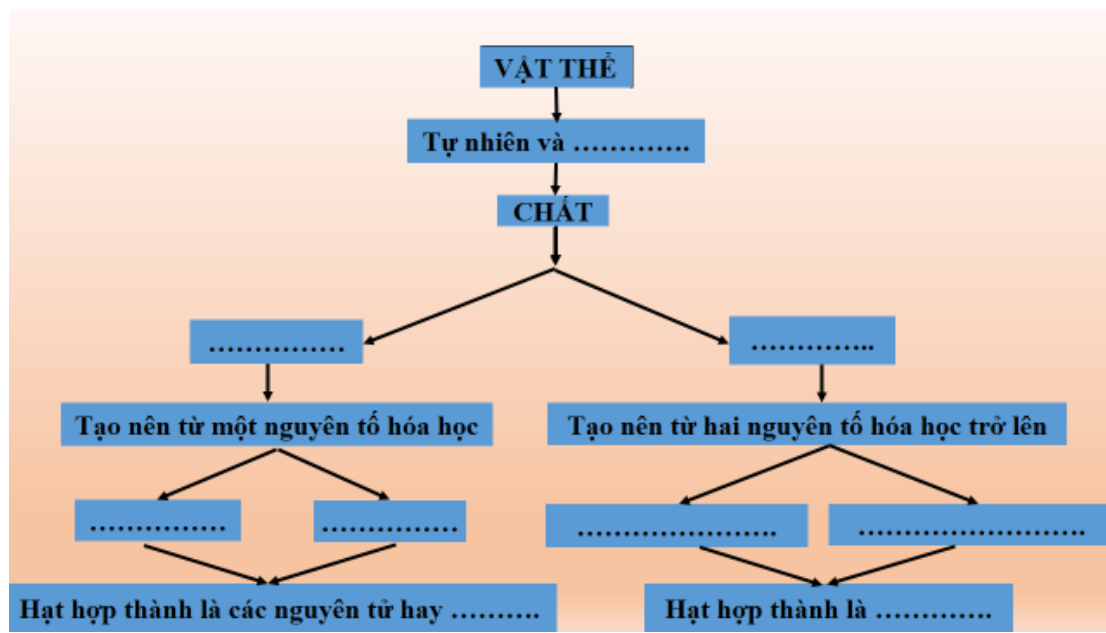 VẬT THỂ
Tự nhiên và ………….
CHẤT
……………
…………..
Tạo nên từ một nguyên tố hóa học
Tạo nên từ hai nguyên tố hóa học trở lên
……………
……………
………………….
…………………….
Hạt hợp thành là các nguyên tử hay ……….
Hạt hợp thành là ………….